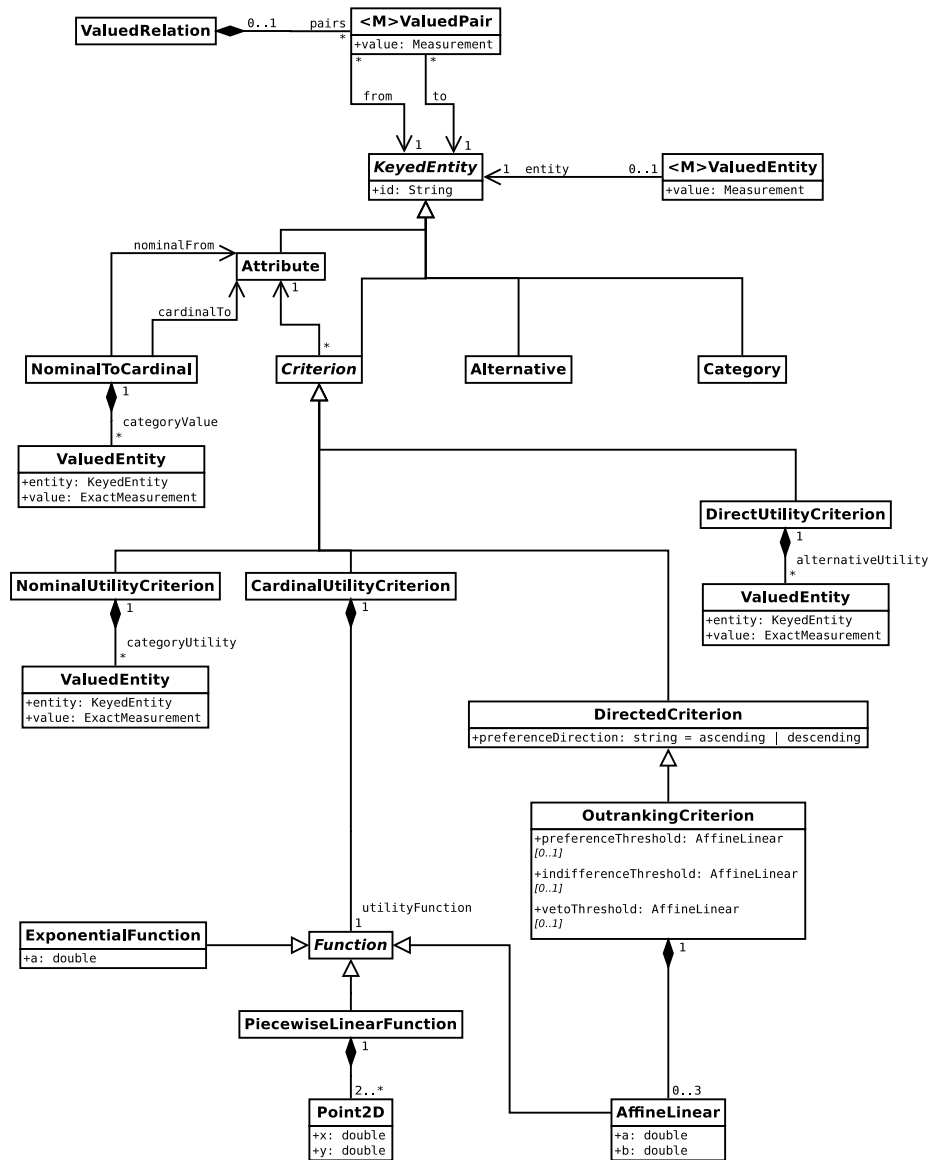 ValuedRelation
0..1
pairs
*
<M>ValuedPair
+value: Measurement
*
*
from
to
1
1
KeyedEntity
+id: String
1
entity
0..1
<M>ValuedEntity
+value: Measurement
nominalFrom
Attribute
1
cardinalTo
*
NominalToCardinal
Criterion
Alternative
Category
1
categoryValue
*
ValuedEntity
+entity: KeyedEntity
+value: ExactMeasurement
DirectUtilityCriterion
1
alternativeUtility
*
ValuedEntity
+entity: KeyedEntity
+value: ExactMeasurement
NominalUtilityCriterion
CardinalUtilityCriterion
1
1
categoryUtility
*
ValuedEntity
+entity: KeyedEntity
+value: ExactMeasurement
DirectedCriterion
+preferenceDirection: string = ascending | descending
OutrankingCriterion
+preferenceThreshold: AffineLinear
[0..1]
+indifferenceThreshold: AffineLinear
[0..1]
+vetoThreshold: AffineLinear
[0..1]
1
utilityFunction
1
ExponentialFunction
+a: double
Function
PiecewiseLinearFunction
1
2..*
Point2D
+x: double
+y: double
0..3
AffineLinear
+a: double
+b: double